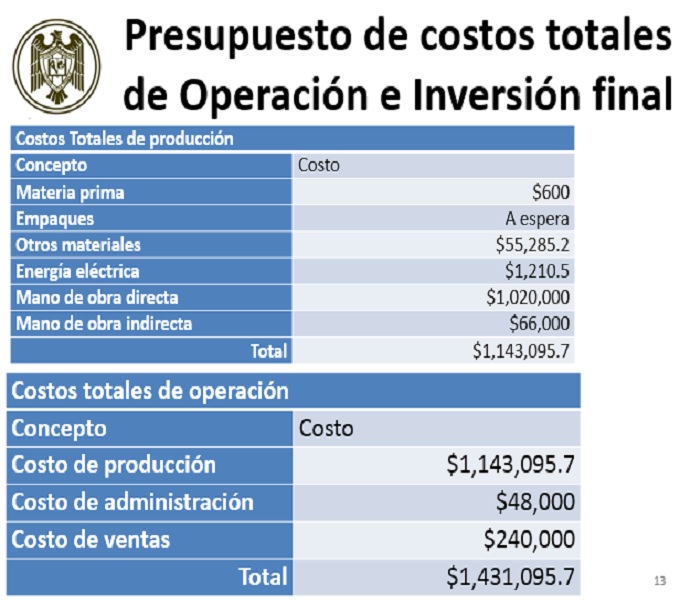 Presupuesto de costos totales
de Operación e Inversión final
Costos Totales de producción
Concepto Costo
Materia prima $600
Empaques A espera
Otros materiales $55,285.2
Energía eléctrica $1,210.5
Mano de obra directa $1,020,000
Mano de obra indirecta $66,000
Total $1,143,095.7
Costos totales de operación
Concepto Costo
Costo de producción $1,143,095.7
Costo de administración $48,000
Costo de ventas $240,000
Total $1,431,095.7
13